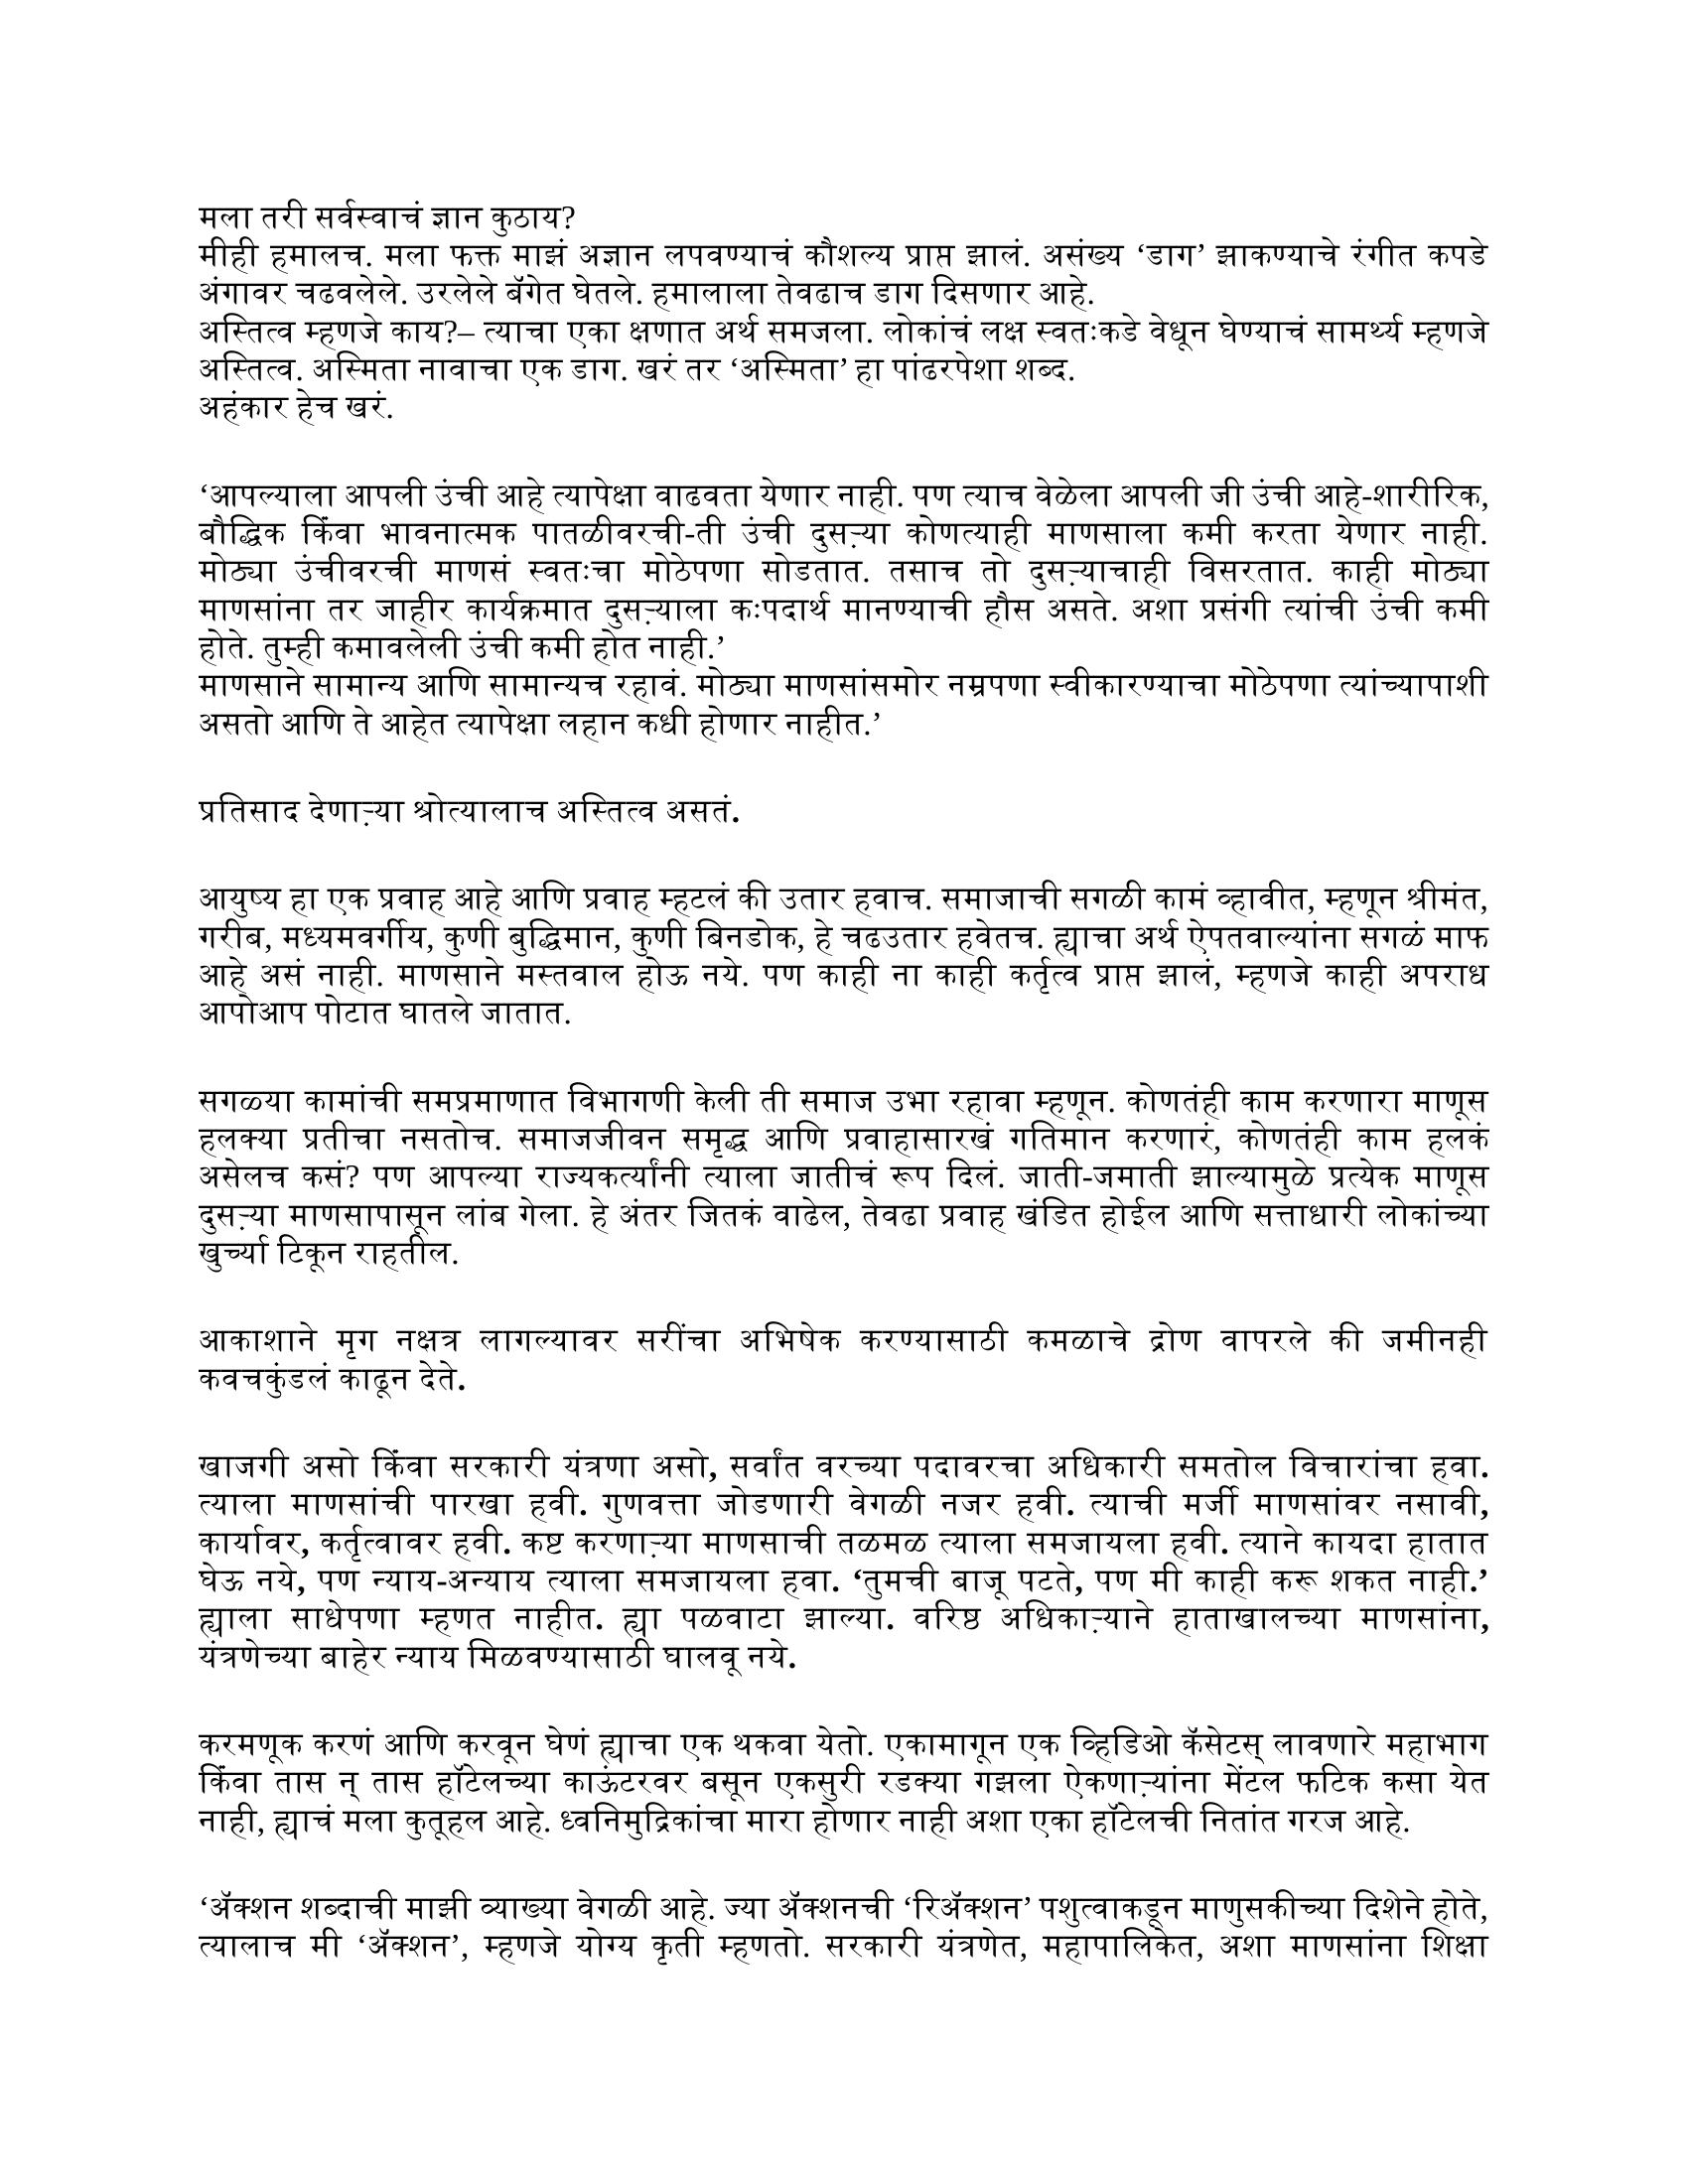 मला तरी सर्वस्वाचं ज्ञान कुठाय?
मीही हमालच. मला फक्त माझं अज्ञान लपवण्याचं कौशल्य प्राप्त झालं. असंख्य ‘डाग’ झाकण्याचे रंगीत कपडे
अंगावर चढवलेले. उरलेले बॅगेत घेतले. हमालाला तेवढाच डाग दिसणार आहे.
अस्तित्व म्हणजे काय?– त्याचा एका क्षणात अर्थ समजला. लोकांचं लक्ष स्वतःकडे वेधून घेण्याचं सामर्थ्य म्हणजे
अस्तित्व. अस्मिता नावाचा एक डाग. खरं तर ‘अस्मिता’ हा पांढरपेशा शब्द.
अहंकार हेच खरं.
‘आपल्याला आपली उंची आहे त्यापेक्षा वाढवता येणार नाही. पण त्याच वेळेला आपली जी उंची आहे-शारीरिक,
बौद्धिक किंवा भावनात्मक पातळीवरची-ती उंची दुसऱ्या कोणत्याही माणसाला कमी करता येणार नाही.
मोठ्या उंचीवरची माणसं स्वतःचा मोठेपणा सोडतात. तसाच तो दुसऱ्याचाही विसरतात. काही मोठ्या
माणसांना तर जाहीर कार्यक्रमात दुसऱ्याला कःपदार्थ मानण्याची हौस असते. अशा प्रसंगी त्यांची उंची कमी
होते. तुम्ही कमावलेली उंची कमी होत नाही.’
माणसाने सामान्य आणि सामान्यच रहावं. मोठ्या माणसांसमोर नम्रपणा स्वीकारण्याचा मोठेपणा त्यांच्यापाशी
असतो आणि ते आहेत त्यापेक्षा लहान कधी होणार नाहीत.’
प्रतिसाद देणाऱ्या श्रोत्यालाच अस्तित्व असतं.
आयुष्य हा एक प्रवाह आहे आणि प्रवाह म्हटलं की उतार हवाच. समाजाची सगळी कामं व्हावीत, म्हणून श्रीमंत,
गरीब, मध्यमवर्गीय, कुणी बुद्धिमान, कुणी बिनडोक, हे चढउतार हवेतच. ह्याचा अर्थ ऐपतवाल्यांना सगळं माफ
आहे असं नाही. माणसाने मस्तवाल होऊ नये. पण काही ना काही कर्तृत्व प्राप्त झालं, म्हणजे काही अपराध
आपोआप पोटात घातले जातात.
सगळ्या कामांची समप्रमाणात विभागणी केली ती समाज उभा रहावा म्हणून. कोणतंही काम करणारा माणूस
हलक्या प्रतीचा नसतोच. समाजजीवन समृद्ध आणि प्रवाहासारखं गतिमान करणारं, कोणतंही काम हलकं
असेलच कसं? पण आपल्या राज्यकर्त्यांनी त्याला जातीचं रूप दिलं. जाती-जमाती झाल्यामुळे प्रत्येक माणूस
दुसऱ्या माणसापासून लांब गेला. हे अंतर जितकं वाढेल, तेवढा प्रवाह खंडित होईल आणि सत्ताधारी लोकांच्या
खुर्च्या टिकून राहतील.
आकाशाने मृग नक्षत्र लागल्यावर सरींचा अभिषेक करण्यासाठी कमळाचे द्रोण वापरले की जमीनही
कवचकुंडलं काढून देते.
खाजगी असो किंवा सरकारी यंत्रणा असो, सर्वांत वरच्या पदावरचा अधिकारी समतोल विचारांचा हवा.
त्याला माणसांची पारखा हवी. गुणवत्ता जोडणारी वेगळी नजर हवी. त्याची मर्जी माणसांवर नसावी,
कार्यावर, कर्तृत्वावर हवी. कष्ट करणाऱ्या माणसाची तळमळ त्याला समजायला हवी. त्याने कायदा हातात
घेऊ नये, पण न्याय-अन्याय त्याला समजायला हवा. ‘तुमची बाजू पटते, पण मी काही करू शकत नाही.’
ह्याला साधेपणा म्हणत नाहीत. ह्या पळवाटा झाल्या. वरिष्ठ अधिकाऱ्याने हाताखालच्या माणसांना,
यंत्रणेच्या बाहेर न्याय मिळवण्यासाठी घालवू नये.
करमणूक करणं आणि करवून घेणं ह्याचा एक थकवा येतो. एकामागून एक व्हिडिओ कॅसेटस् लावणारे महाभाग
किंवा तास न् तास हॉटेलच्या काऊंटरवर बसून एकसुरी रडक्या गझला ऐकणाऱ्यांना मेंटल फटिक कसा येत
नाही, ह्याचं मला कुतूहल आहे. ध्वनिमुद्रिकांचा मारा होणार नाही अशा एका हॉटेलची नितांत गरज आहे.
‘ॲक्शन शब्दाची माझी व्याख्या वेगळी आहे. ज्या ॲक्शनची ‘रिॲक्शन’ पशुत्वाकडून माणुसकीच्या दिशेने होते,
त्यालाच मी ‘ॲक्शन’, म्हणजे योग्य कृती म्हणतो. सरकारी यंत्रणेत, महापालिकेत, अशा माणसांना शिक्षा